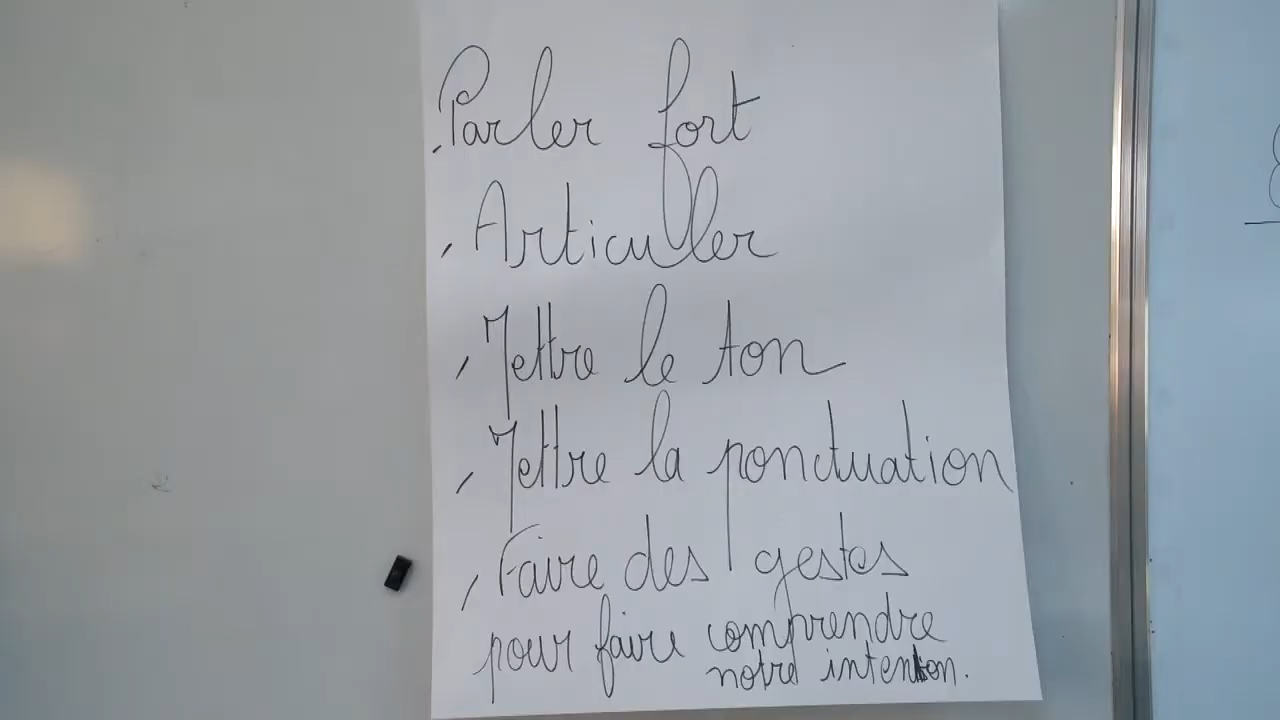 . Parler fort
- Articuler
- Mettre le ton
- Mettre la ponctuation
- Faire des gestes
pour faire comprendre
notre intention.